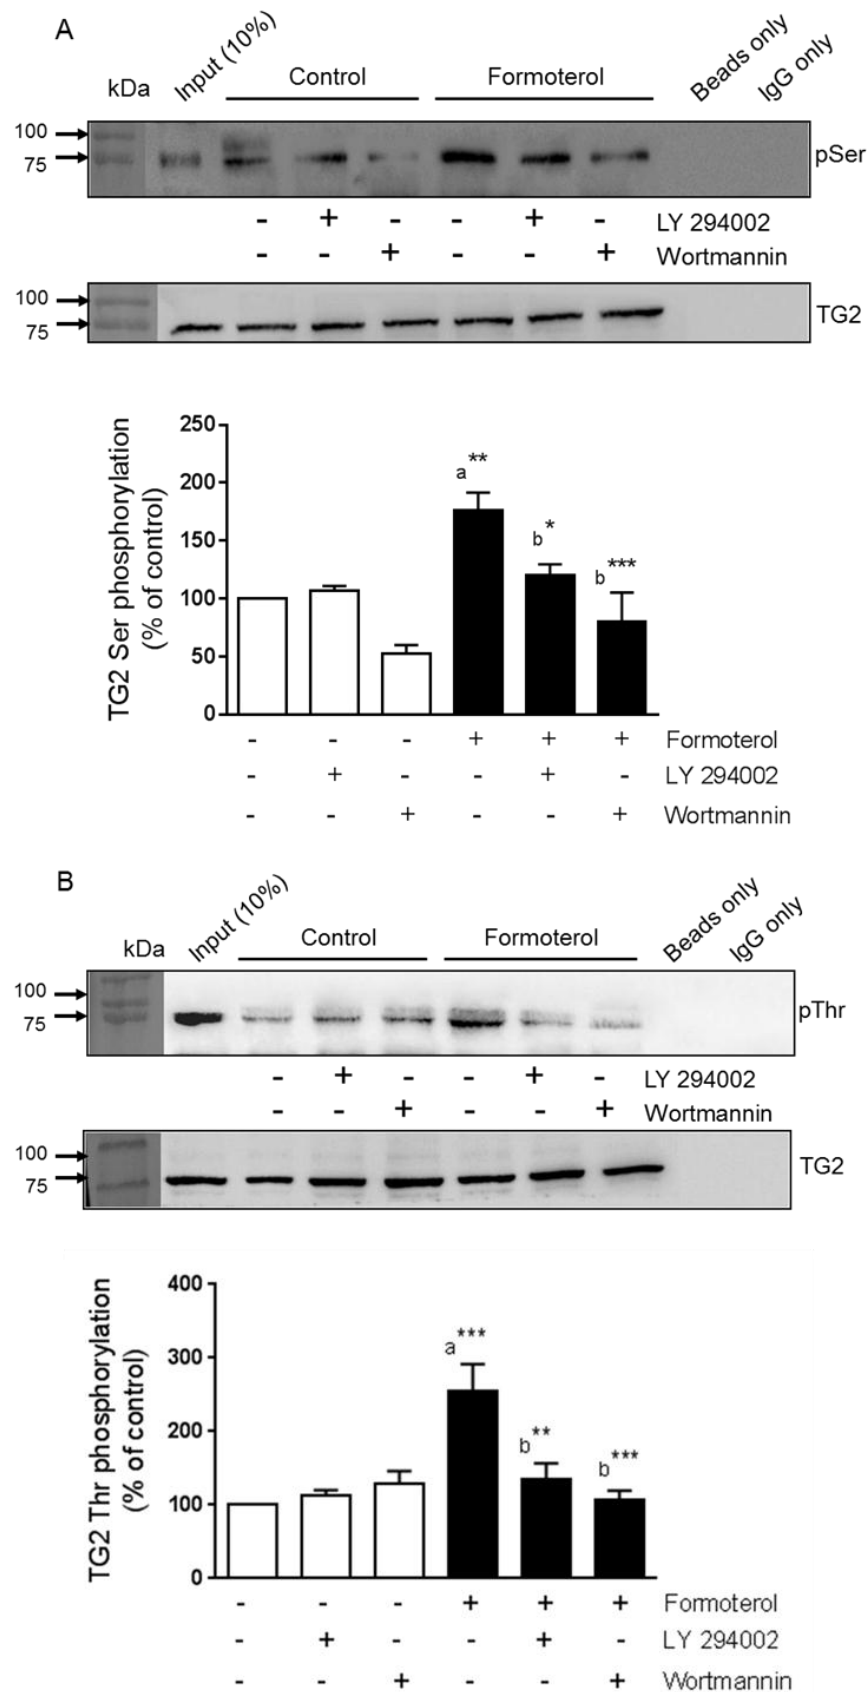 A
kDa Input (10%) Control Formoterol Beads only IgG only
100
75
pSer
- + - - + - LY 294002
- - + - - + Wortmannin
100
75
TG2
TG2 Ser phosphorylation
(% of control)
250
200
150
100
50
0
a**
b*
b***
- - - + + + Formoterol
- + - - + - LY 294002
- - + - - + Wortmannin
B
kDa Input (10%) Control Formoterol Beads only IgG only
100
75
pThr
- + - - + - LY 294002
- - + - - + Wortmannin
100
75
TG2
TG2 Thr phosphorylation
(% of control)
400
300
200
100
0
a***
b**
b***
- - - + + + Formoterol
- + - - + - LY 294002
- - + - - + Wortmannin